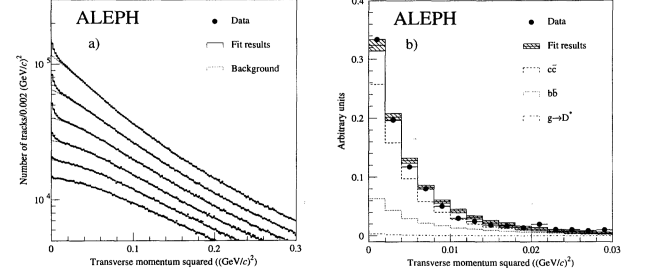 ALEPH
a)
Data
Fit results
Background
Number of tracks/0.002 (GeV/c)²
10⁵
10⁴
0 0.1 0.2 0.3
Transverse momentum squared ((GeV/c)²)
ALEPH
b)
Data
Fit results
cc̄
bb̄
g→D*
Arbitrary units
0.4
0.3
0.2
0.1
0
0 0.01 0.02 0.03
Transverse momentum squared ((GeV/c)²)